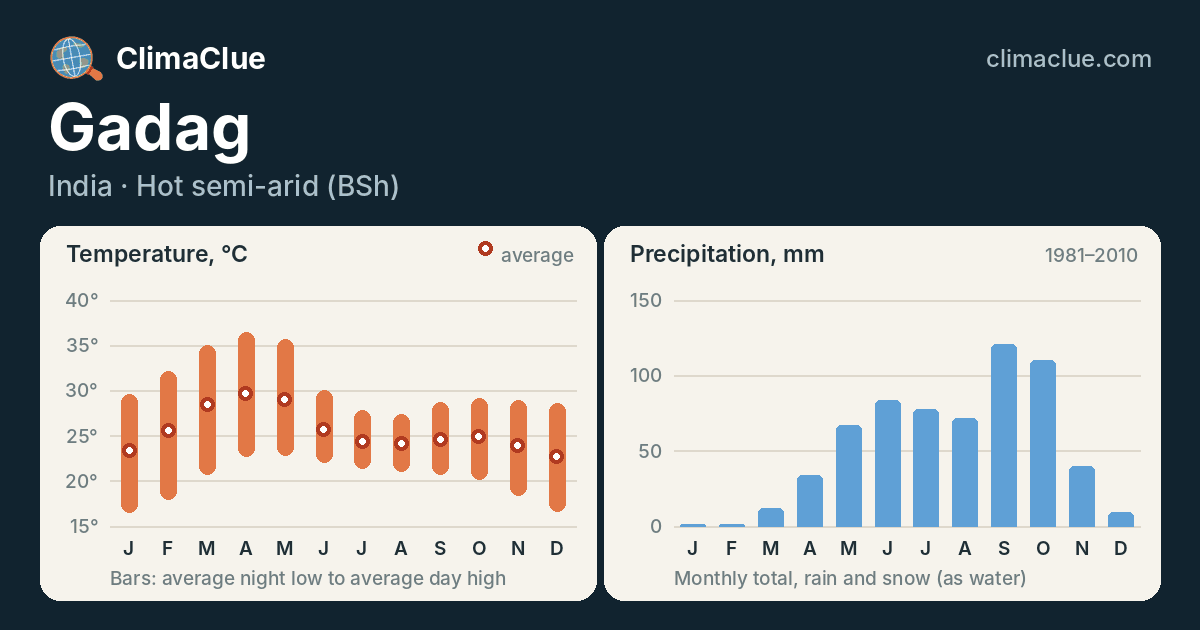 ClimaClue
climaclue.com
Gadag
India · Hot semi-arid (BSh)
Temperature, °C
average
40°
35°
30°
25°
20°
15°
J F M A M J J A S O N D
Bars: average night low to average day high
Precipitation, mm
1981–2010
150
100
50
0
J F M A M J J A S O N D
Monthly total, rain and snow (as water)